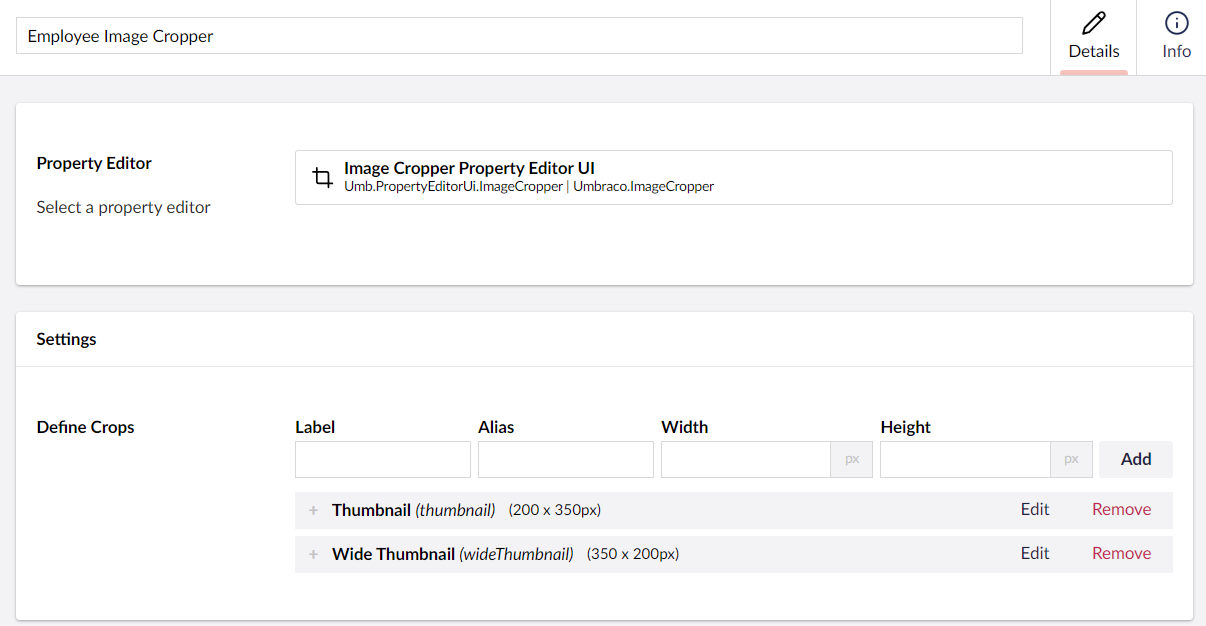 Employee Image Cropper
Details
Info
Property Editor
Select a property editor
Image Cropper Property Editor UI
Umb.PropertyEditorUi.ImageCropper | Umbraco.ImageCropper
Settings
Define Crops
Label Alias Width Height
px px Add
+ Thumbnail (thumbnail) (200 x 350px) Edit Remove
+ Wide Thumbnail (wideThumbnail) (350 x 200px) Edit Remove